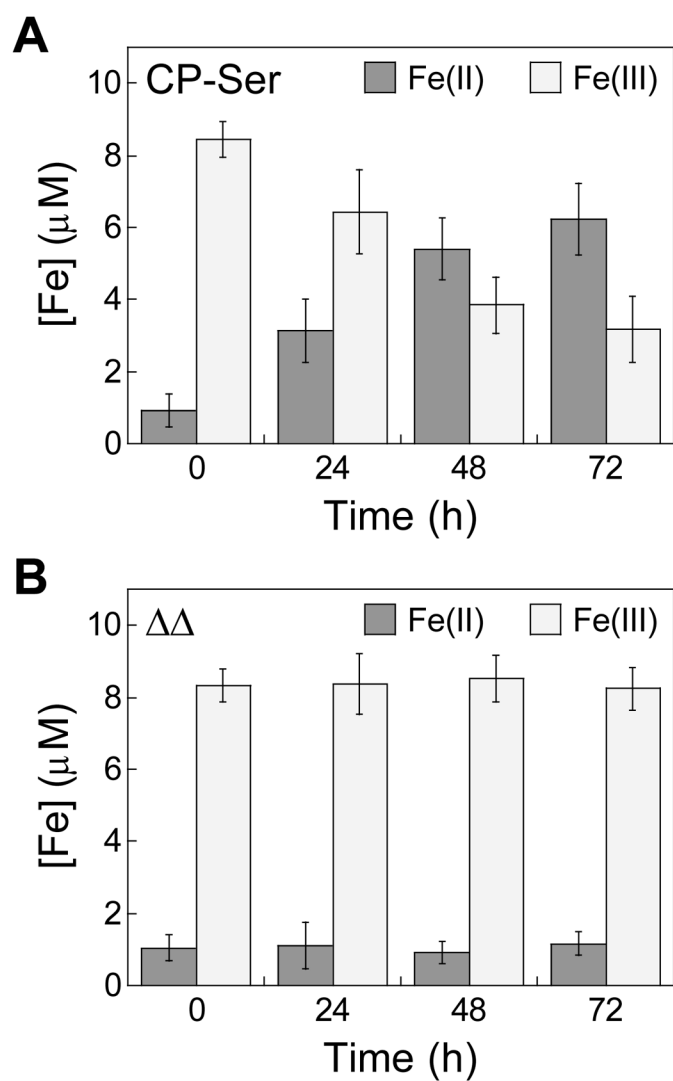 A
CP-Ser Fe(II) Fe(III)
10
8
6
4
2
0
[Fe] (μM)
0 24 48 72
Time (h)
B
ΔΔ Fe(II) Fe(III)
10
8
6
4
2
0
[Fe] (μM)
0 24 48 72
Time (h)